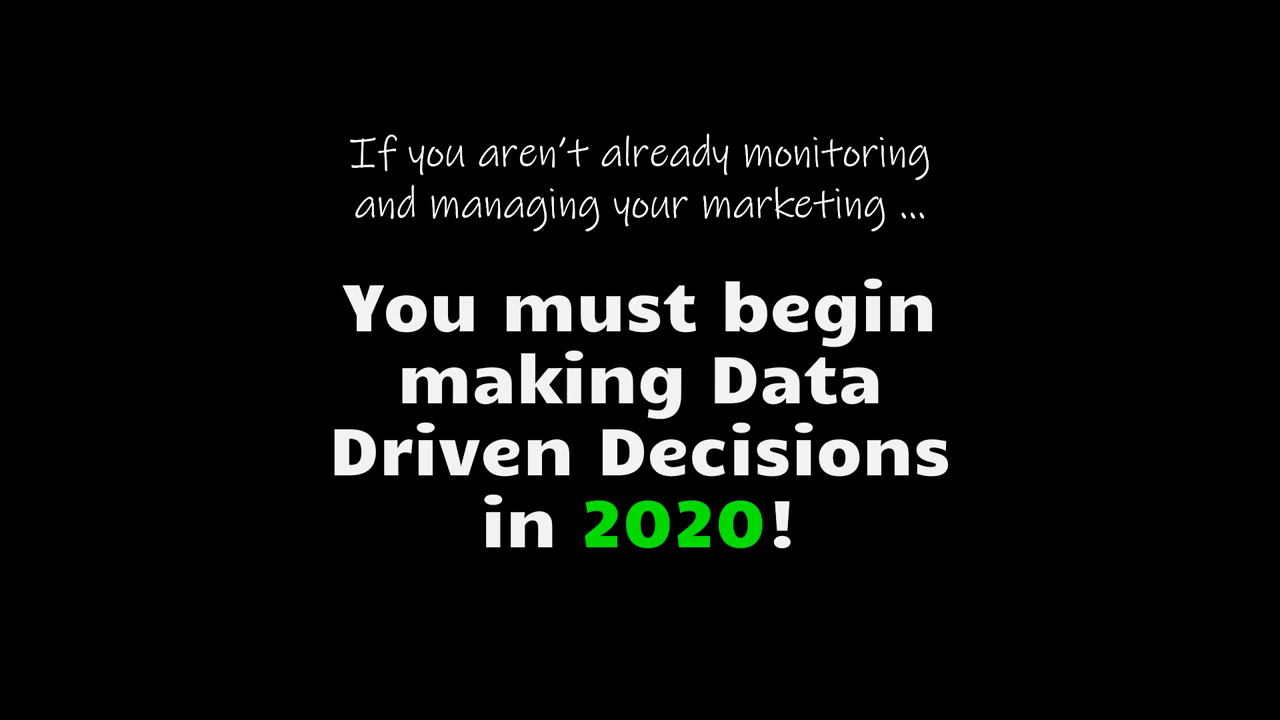 If you aren't already monitoring
and managing your marketing ...
You must begin
making Data
Driven Decisions
in 2020!